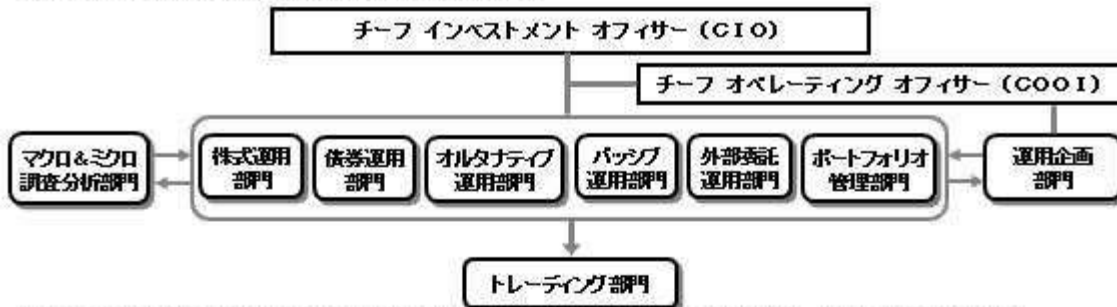 チーフ インベストメント オフィサー (CIO)
チーフ オペレーティング オフィサー (COOI)
マクロ&ミクロ
調査分析部門
株式運用
部門
債券運用
部門
オルタナティブ
運用部門
パッシブ
運用部門
外部委託
運用部門
ポートフォリオ
管理部門
運用企画
部門
トレーディング部門